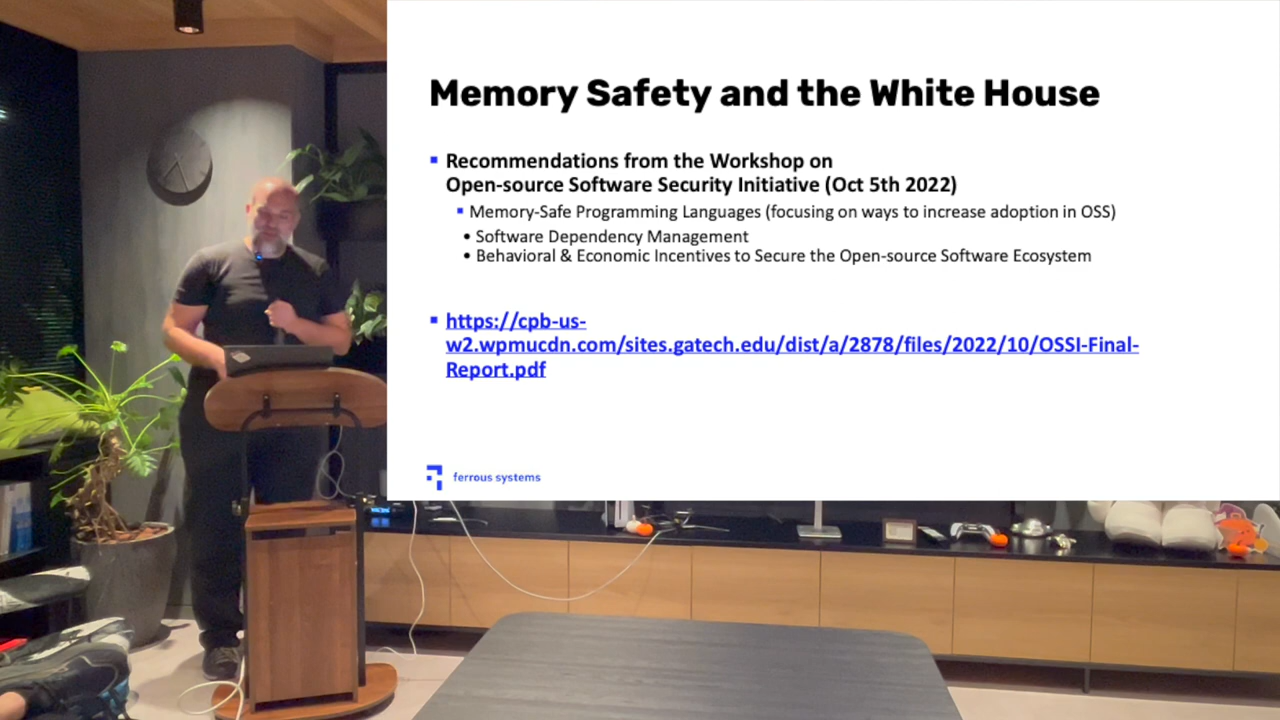 Memory Safety and the White House
Recommendations from the Workshop on
Open-source Software Security Initiative (Oct 5th 2022)
Memory-Safe Programming Languages (focusing on ways to increase adoption in OSS)
Software Dependency Management
Behavioral & Economic Incentives to Secure the Open-source Software Ecosystem
https://cpb-us-
w2.wpmucdn.com/sites.gatech.edu/dist/a/2878/files/2022/10/OSSI-Final-
Report.pdf
ferrous systems